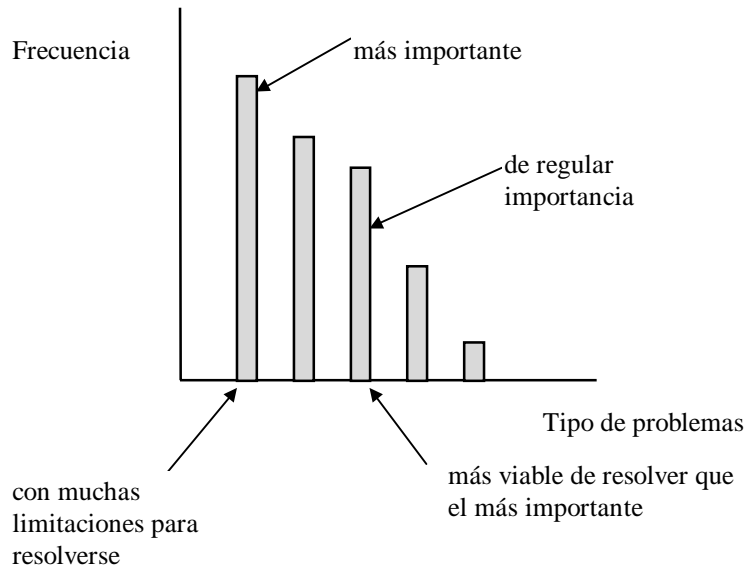 Frecuencia
más importante
de regular
importancia
Tipo de problemas
con muchas
limitaciones para
resolverse
más viable de resolver que
el más importante